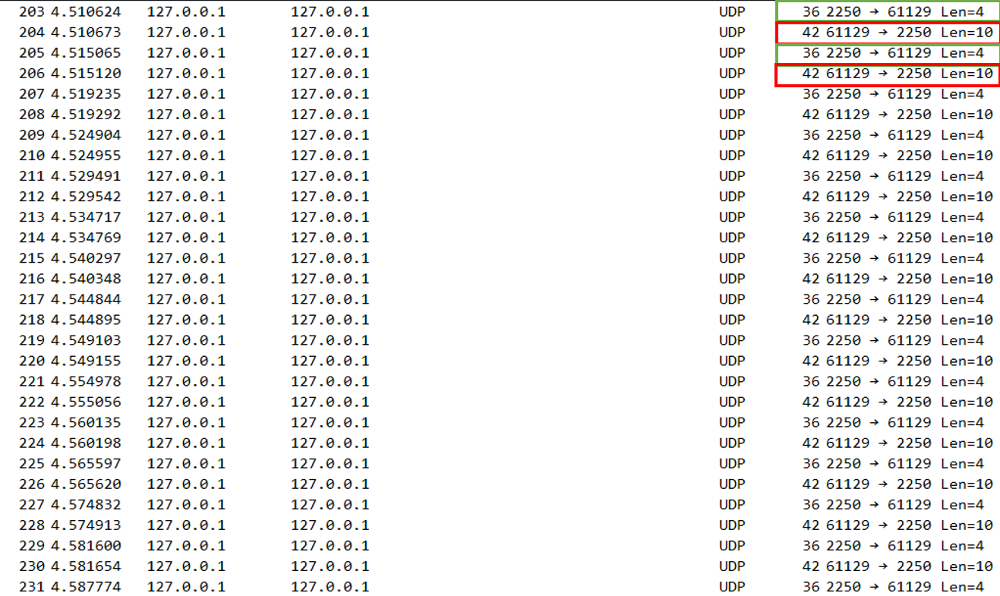 203 4.510624 127.0.0.1 127.0.0.1 UDP 36 2250 → 61129 Len=4
204 4.510673 127.0.0.1 127.0.0.1 UDP 42 61129 → 2250 Len=10
205 4.515065 127.0.0.1 127.0.0.1 UDP 36 2250 → 61129 Len=4
206 4.515120 127.0.0.1 127.0.0.1 UDP 42 61129 → 2250 Len=10
207 4.519235 127.0.0.1 127.0.0.1 UDP 36 2250 → 61129 Len=4
208 4.519292 127.0.0.1 127.0.0.1 UDP 42 61129 → 2250 Len=10
209 4.524904 127.0.0.1 127.0.0.1 UDP 36 2250 → 61129 Len=4
210 4.524955 127.0.0.1 127.0.0.1 UDP 42 61129 → 2250 Len=10
211 4.529491 127.0.0.1 127.0.0.1 UDP 36 2250 → 61129 Len=4
212 4.529542 127.0.0.1 127.0.0.1 UDP 42 61129 → 2250 Len=10
213 4.534717 127.0.0.1 127.0.0.1 UDP 36 2250 → 61129 Len=4
214 4.534769 127.0.0.1 127.0.0.1 UDP 42 61129 → 2250 Len=10
215 4.540297 127.0.0.1 127.0.0.1 UDP 36 2250 → 61129 Len=4
216 4.540348 127.0.0.1 127.0.0.1 UDP 42 61129 → 2250 Len=10
217 4.544844 127.0.0.1 127.0.0.1 UDP 36 2250 → 61129 Len=4
218 4.544895 127.0.0.1 127.0.0.1 UDP 42 61129 → 2250 Len=10
219 4.549103 127.0.0.1 127.0.0.1 UDP 36 2250 → 61129 Len=4
220 4.549155 127.0.0.1 127.0.0.1 UDP 42 61129 → 2250 Len=10
221 4.554978 127.0.0.1 127.0.0.1 UDP 36 2250 → 61129 Len=4
222 4.555056 127.0.0.1 127.0.0.1 UDP 42 61129 → 2250 Len=10
223 4.560135 127.0.0.1 127.0.0.1 UDP 36 2250 → 61129 Len=4
224 4.560198 127.0.0.1 127.0.0.1 UDP 42 61129 → 2250 Len=10
225 4.565597 127.0.0.1 127.0.0.1 UDP 36 2250 → 61129 Len=4
226 4.565620 127.0.0.1 127.0.0.1 UDP 42 61129 → 2250 Len=10
227 4.574832 127.0.0.1 127.0.0.1 UDP 36 2250 → 61129 Len=4
228 4.574913 127.0.0.1 127.0.0.1 UDP 42 61129 → 2250 Len=10
229 4.581600 127.0.0.1 127.0.0.1 UDP 36 2250 → 61129 Len=4
230 4.581654 127.0.0.1 127.0.0.1 UDP 42 61129 → 2250 Len=10
231 4.587774 127.0.0.1 127.0.0.1 UDP 36 2250 → 61129 Len=4